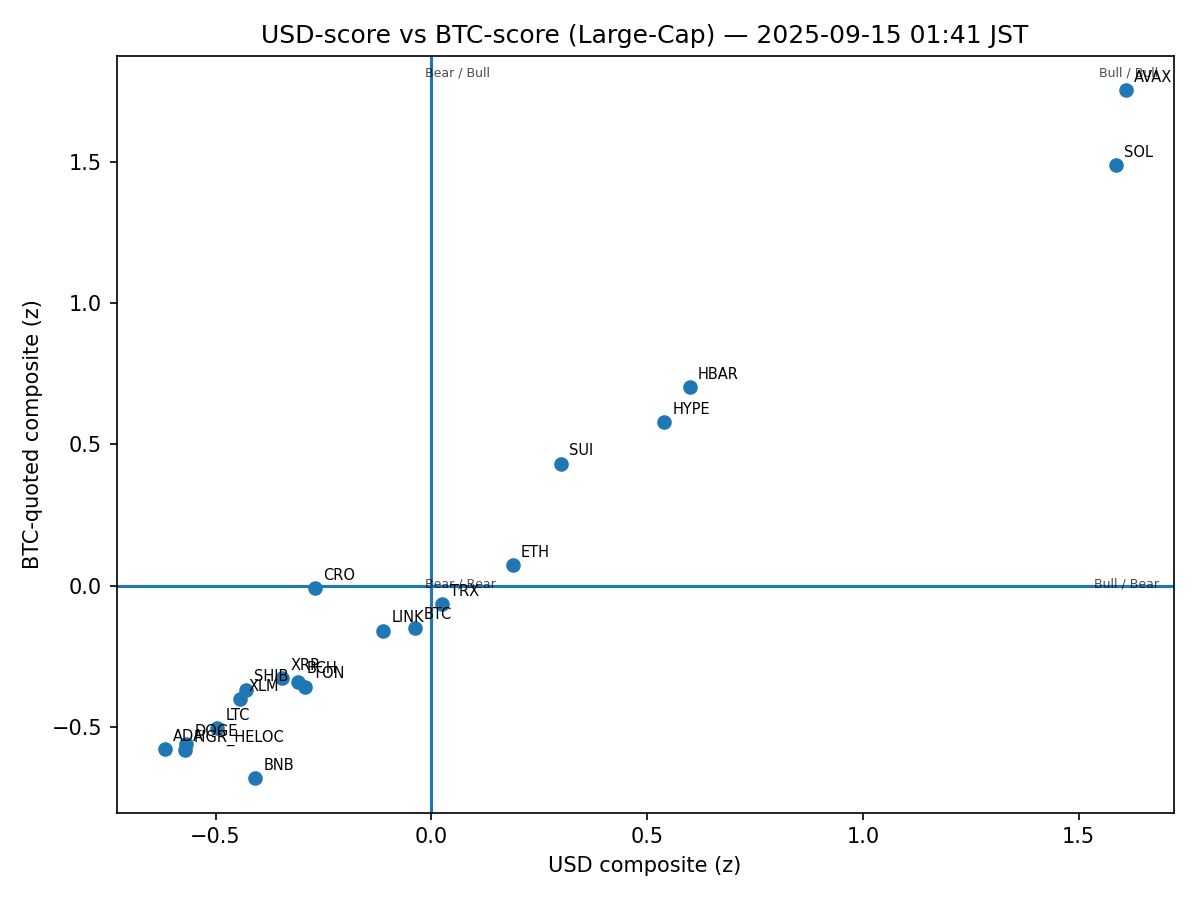 USD-score vs BTC-score (Large-Cap) — 2025-09-15 01:41 JST
Bear / Bull
Bull / Bull
AVAX
SOL
1.5
1.0
HBAR
HYPE
0.5
SUI
ETH
CRO
0.0
Bear / Bear
Bull / Bear
TRX
LINK
BTC
XRP
BCH
TON
SHIB
XLM
LTC
−0.5
ADA
DOGE
FIGR_HELOC
BNB
−0.5
0.0
0.5
1.0
1.5
USD composite (z)
BTC-quoted composite (z)